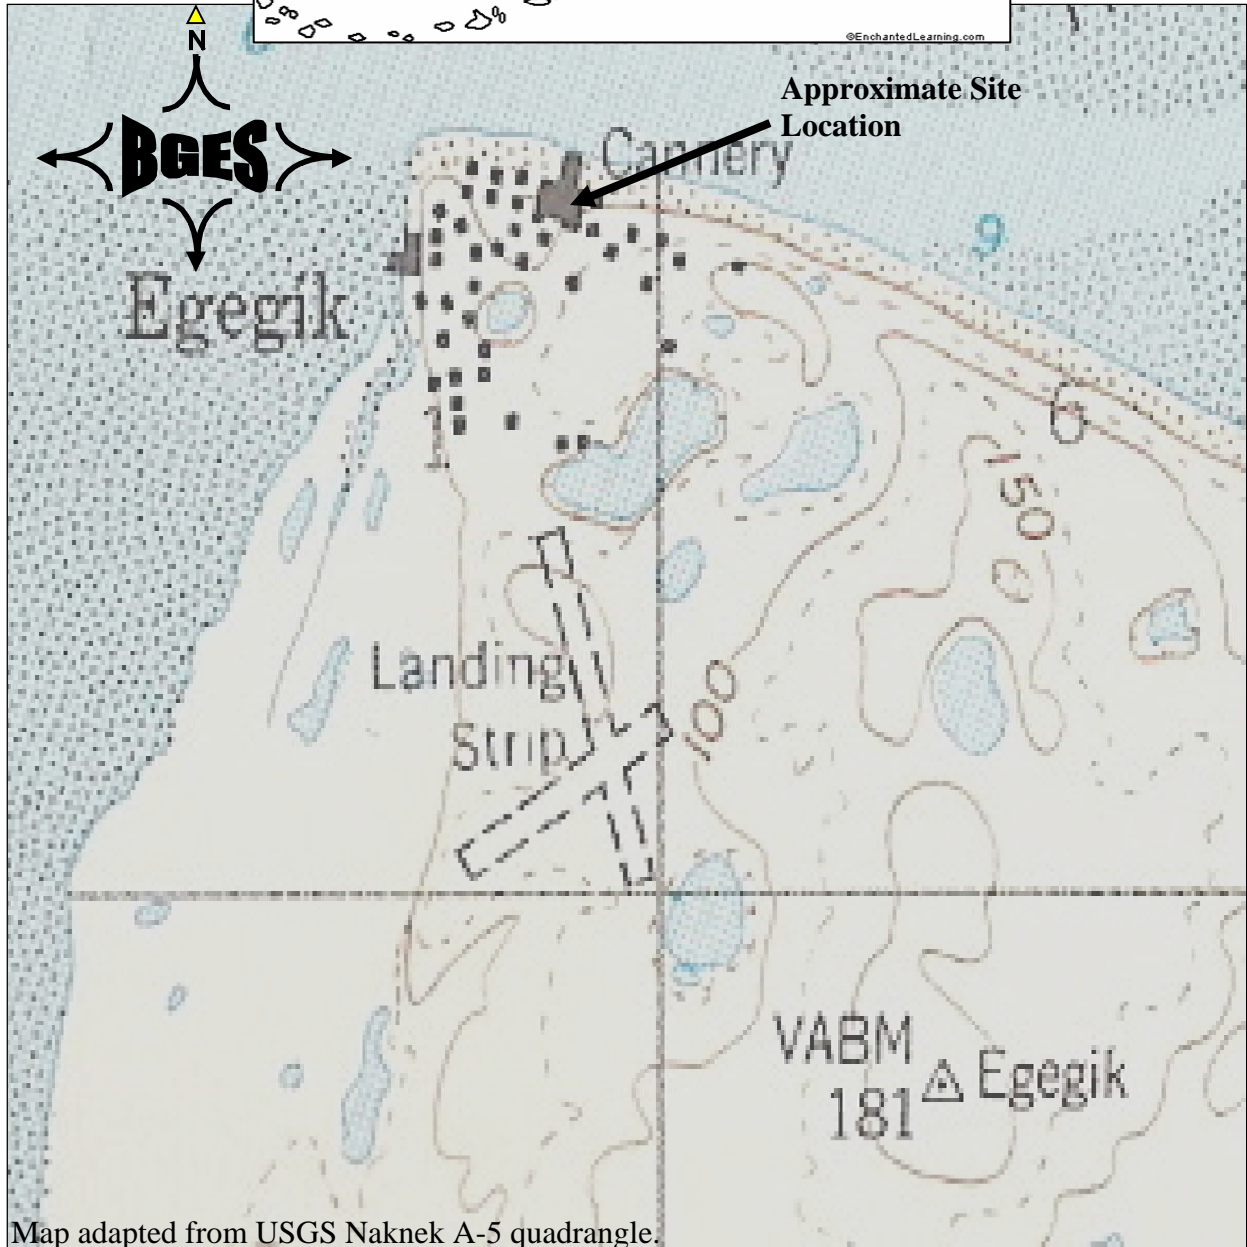 ©EnchantedLearning.com
N
BGES
Approximate Site
Location
Cannery
9
Egegik
1
6
150
Landing
Strip
100
VABM
181
Egegik
Map adapted from USGS Naknek A-5 quadrangle.